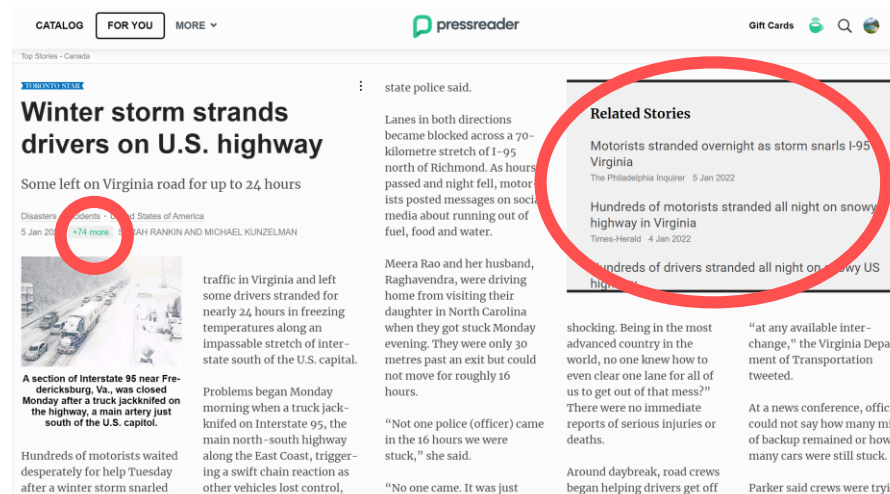 CATALOG FOR YOU MORE
pressreader
Gift Cards
Top Stories - Canada
TORONTO STAR
Winter storm strands
drivers on U.S. highway
Some left on Virginia road for up to 24 hours
Disasters States of America
5 Jan +74 more RANKIN AND MICHAEL KUNZELMAN
A section of Interstate 95 near Fre-
dericksburg, Va., was closed
Monday after a truck jackknifed on
the highway, a main artery just
south of the U.S. capitol.
Hundreds of motorists waited
desperately for help Tuesday
after a winter storm snarled
traffic in Virginia and left
some drivers stranded for
nearly 24 hours in freezing
temperatures along an
impassable stretch of inter-
state south of the U.S. capital.
Problems began Monday
morning when a truck jack-
knifed on Interstate 95, the
main north-south highway
along the East Coast, trigger-
ing a swift chain reaction as
other vehicles lost control,
state police said.
Lanes in both directions
became blocked across a 70-
kilometre stretch of I-95
north of Richmond. As hours
passed and night fell, motor-
ists posted messages on social
media about running out of
fuel, food and water.
Meera Rao and her husband,
Raghavendra, were driving
home from visiting their
daughter in North Carolina
when they got stuck Monday
evening. They were only 30
metres past an exit but could
not move for roughly 16
hours.
“Not one police (officer) came
in the 16 hours we were
stuck,” she said.
“No one came. It was just
Related Stories
Motorists stranded overnight as storm snarls I-95
Virginia
The Philadelphia Inquirer 5 Jan 2022
Hundreds of motorists stranded all night on snowy
highway in Virginia
Times-Herald 4 Jan 2022
Hundreds of drivers stranded all night on snowy US
shocking. Being in the most
advanced country in the
world, no one knew how to
even clear one lane for all of
us to get out of that mess?”
There were no immediate
reports of serious injuries or
deaths.
Around daybreak, road crews
began helping drivers get off
“at any available inter-
change,” the Virginia Depa
ment of Transportation
tweeted.
At a news conference, offic
could not say how many mi
of backup remained or how
many cars were still stuck.
Parker said crews were tryi